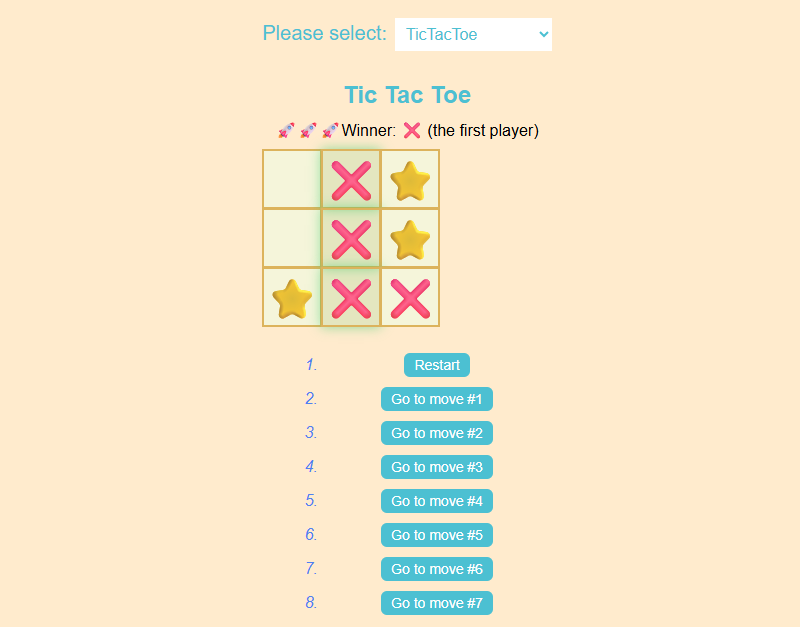 Please select: TicTacToe
Tic Tac Toe
🚀 🚀 🚀Winner: ❌ (the first player)
1. Restart
2. Go to move #1
3. Go to move #2
4. Go to move #3
5. Go to move #4
6. Go to move #5
7. Go to move #6
8. Go to move #7